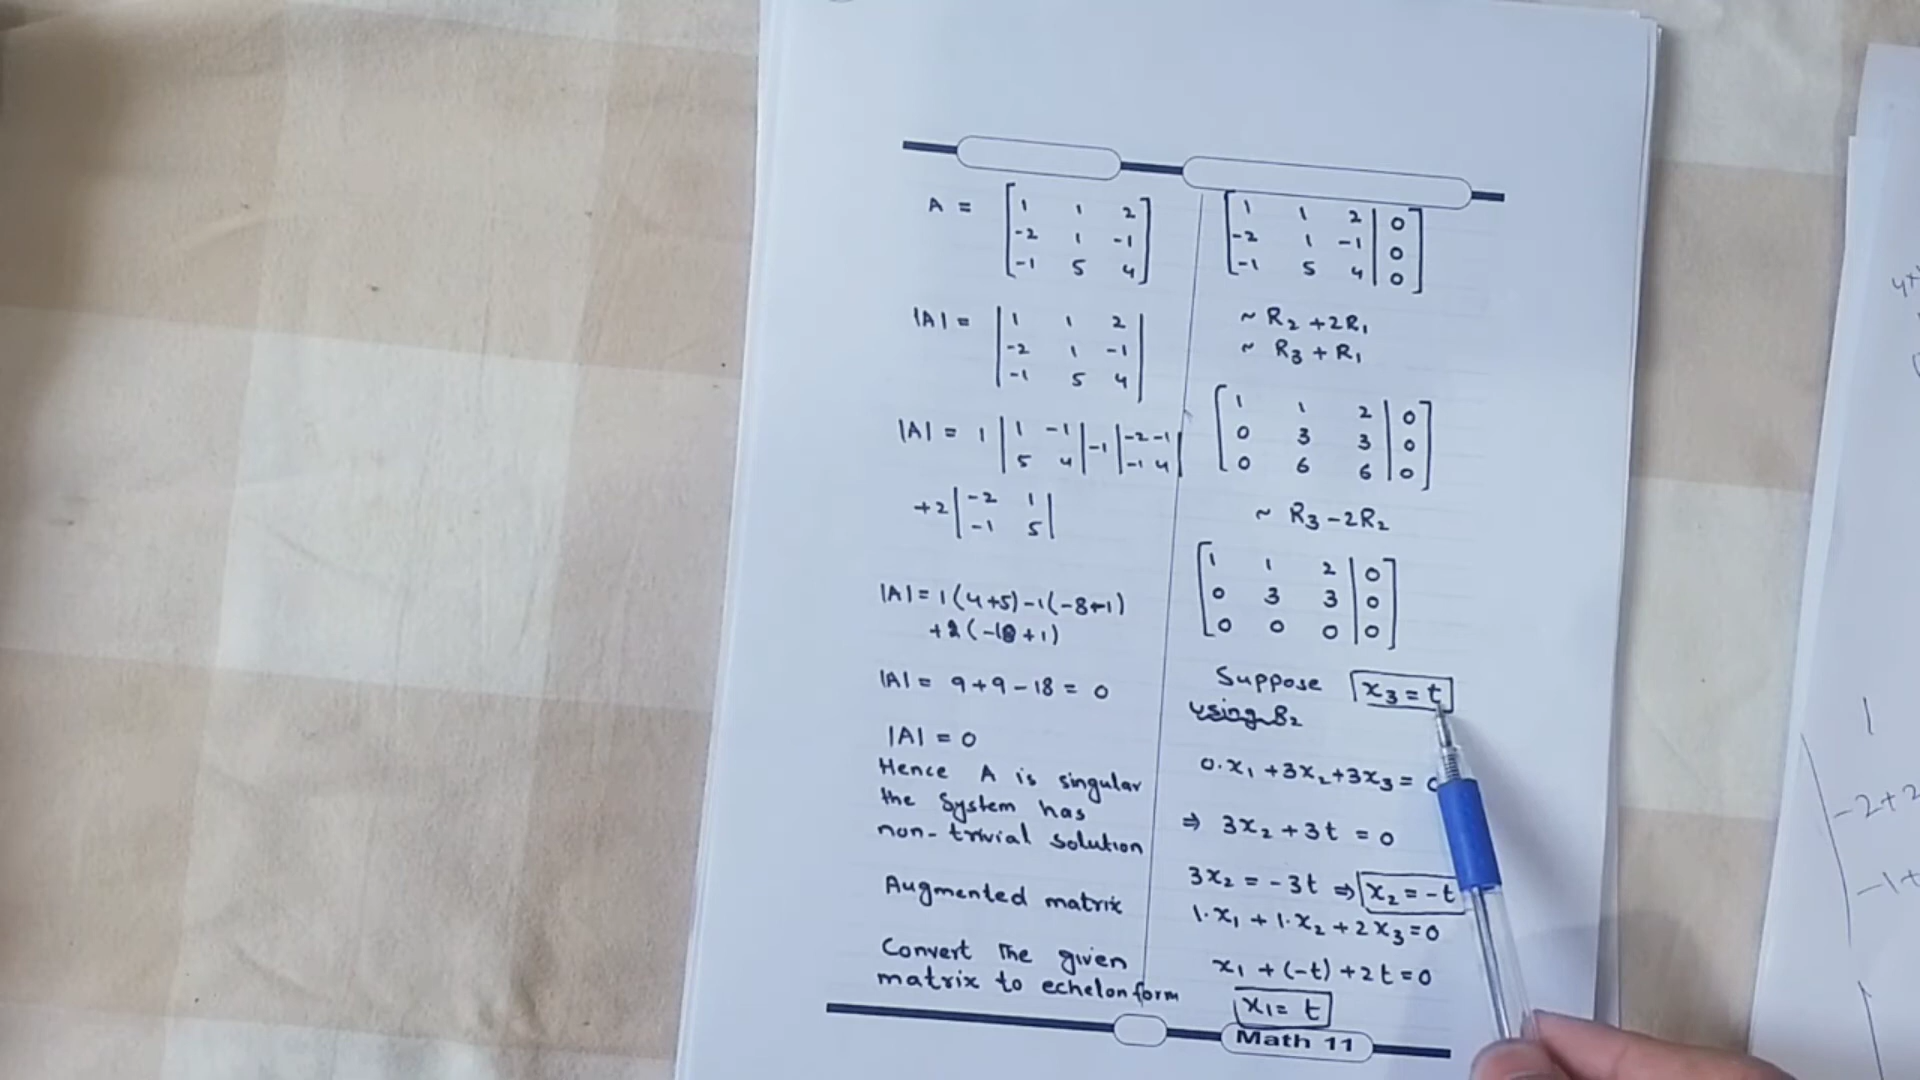 A = [1 1 2
-2 1 -1
-1 5 4]
|A| = |1 1 2
-2 1 -1
-1 5 4|
|A| = 1 |1 -1 5 4| -1 |-2 -1 -1 4|
+2 |-2 1 -1 5|
|A| = 1(4+5)-1(-8-1)
+2(-10+1)
|A| = 9+9-18 = 0
|A| = 0
Hence A is singular
the System has
non-trivial solution
Augmented matrix
Convert the given
matrix to echelon form
[1 1 2 | 0
-2 1 -1 | 0
-1 5 4 | 0]
~ R2 + 2R1
~ R3 + R1
[1 1 2 | 0
0 3 3 | 0
0 6 6 | 0]
~ R3 - 2R2
[1 1 2 | 0
0 3 3 | 0
0 0 0 | 0]
Suppose x3 = t
using R2
0.x1 + 3x2 + 3x3 = 0
⇒ 3x2 + 3t = 0
3x2 = -3t ⇒ x2 = -t
1.x1 + 1.x2 + 2x3 = 0
x1 + (-t) + 2t = 0
x1 = t
Math 11
1
-2+2
-1+